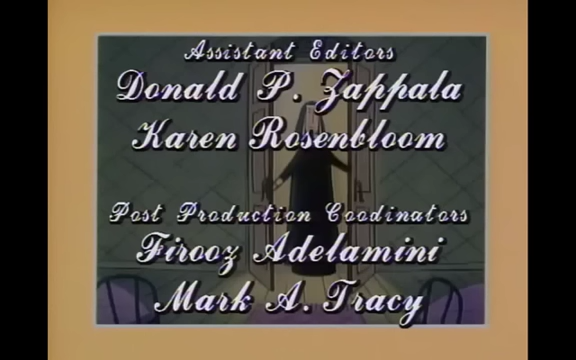 Assistant Editors
Donald P. Zappala
Karen Rosenbloom
Post Production Coodinators
Firooz Adelamini
Mark A. Tracy